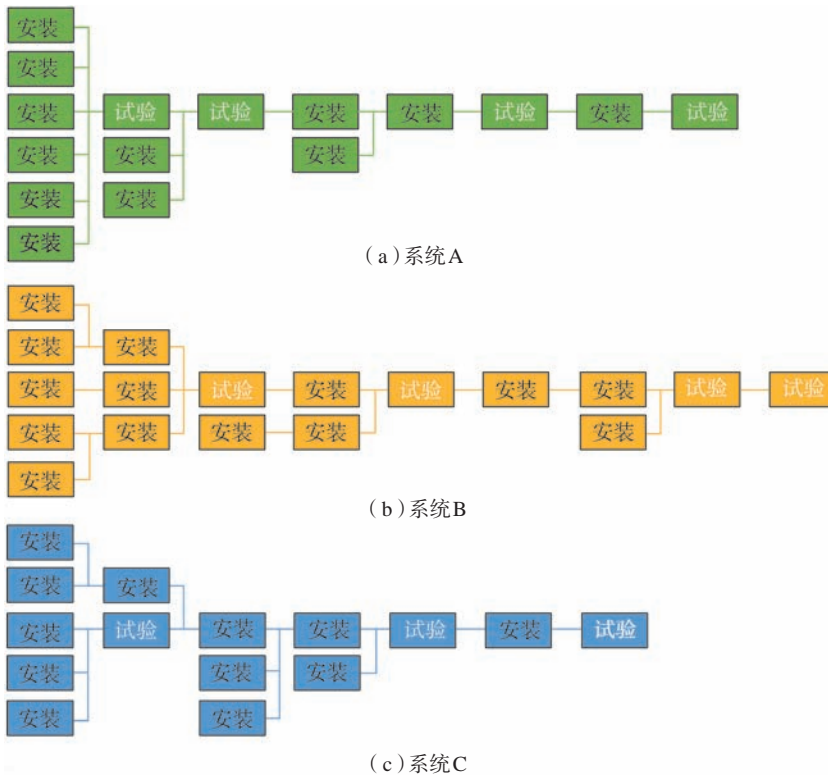 安装
安装
安装 试验 试验 安装 安装 试验 安装 试验
安装 安装 安装
安装 安装
安装
（a）系统A
安装
安装 安装
安装 安装 试验 安装 试验 安装 安装 试验 试验
安装 安装 安装 安装 安装
安装
（b）系统B
安装
安装 安装
安装 试验 安装 安装 试验 安装 试验
安装 安装 安装
安装 安装
（c）系统C